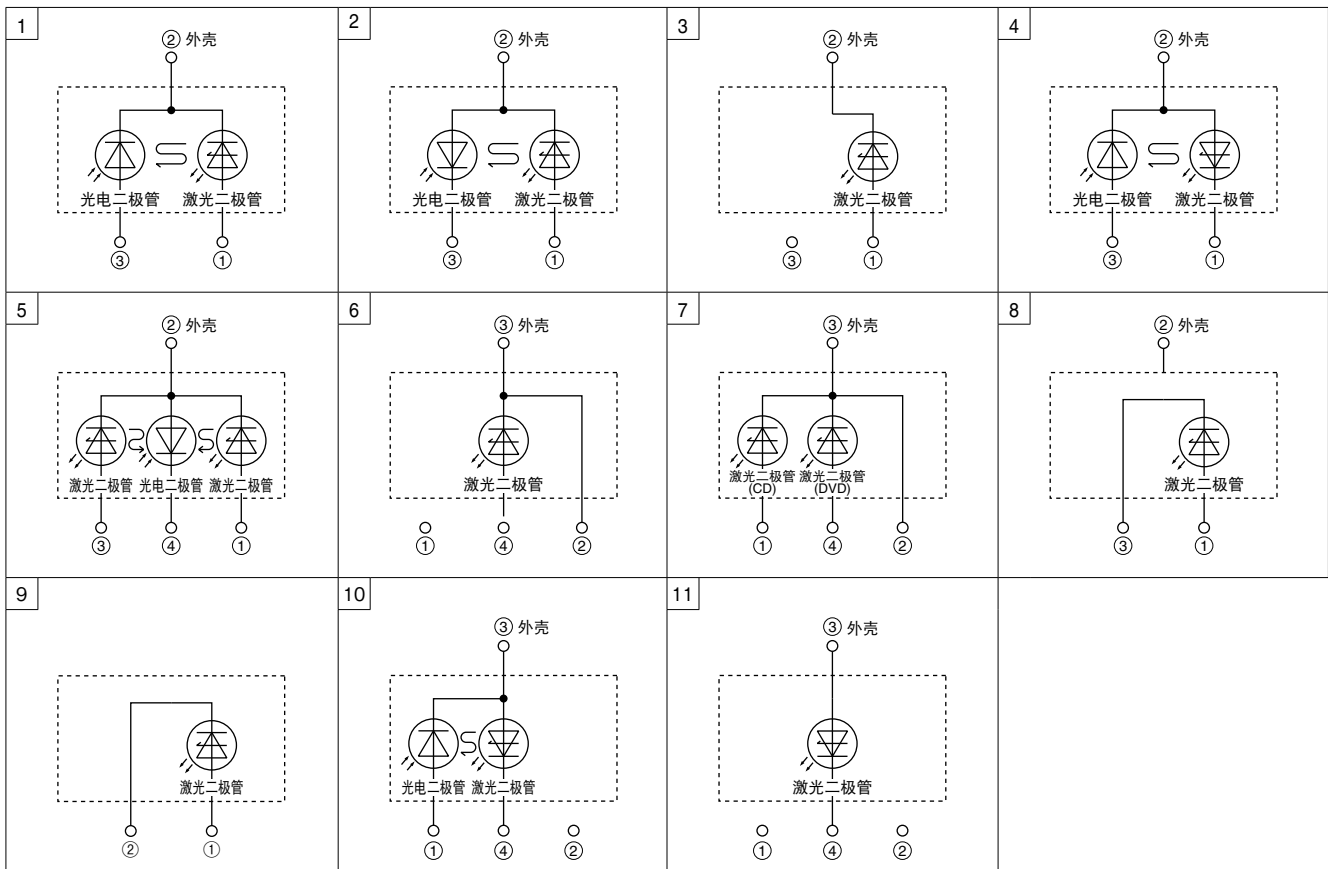 1
② 外壳
光电二极管 激光二极管
③ ①
2
② 外壳
光电二极管 激光二极管
③ ①
3
② 外壳
激光二极管
③ ①
4
② 外壳
光电二极管 激光二极管
③ ①
5
② 外壳
激光二极管 光电二极管 激光二极管
③ ④ ①
6
③ 外壳
激光二极管
① ④ ②
7
③ 外壳
激光二极管 激光二极管
(CD) (DVD)
① ④ ②
8
② 外壳
激光二极管
③ ①
9
激光二极管
② ①
10
③ 外壳
光电二极管 激光二极管
① ④ ②
11
③ 外壳
激光二极管
① ④ ②